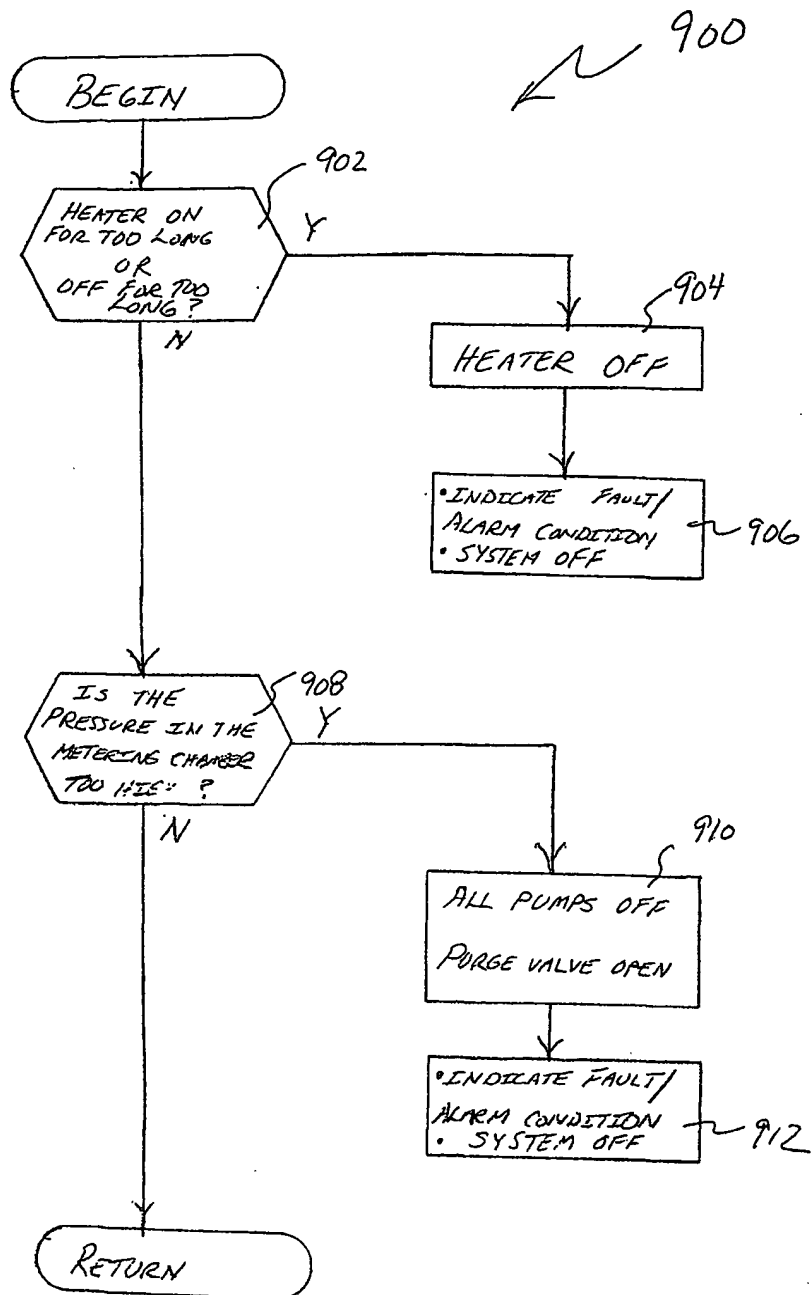 900
BEGIN
902
HEATER ON
FOR TOO LONG
OR
OFF FOR TOO
LONG?
Y
N
904
HEATER OFF
• INDICATE FAULT/
ALARM CONDITION
• SYSTEM OFF
906
IS THE
PRESSURE IN THE
METERING CHAMBER
TOO ?
908
Y
N
910
ALL PUMPS OFF
PURGE VALVE OPEN
• INDICATE FAULT/
ALARM CONDITION
• SYSTEM OFF
912
RETURN